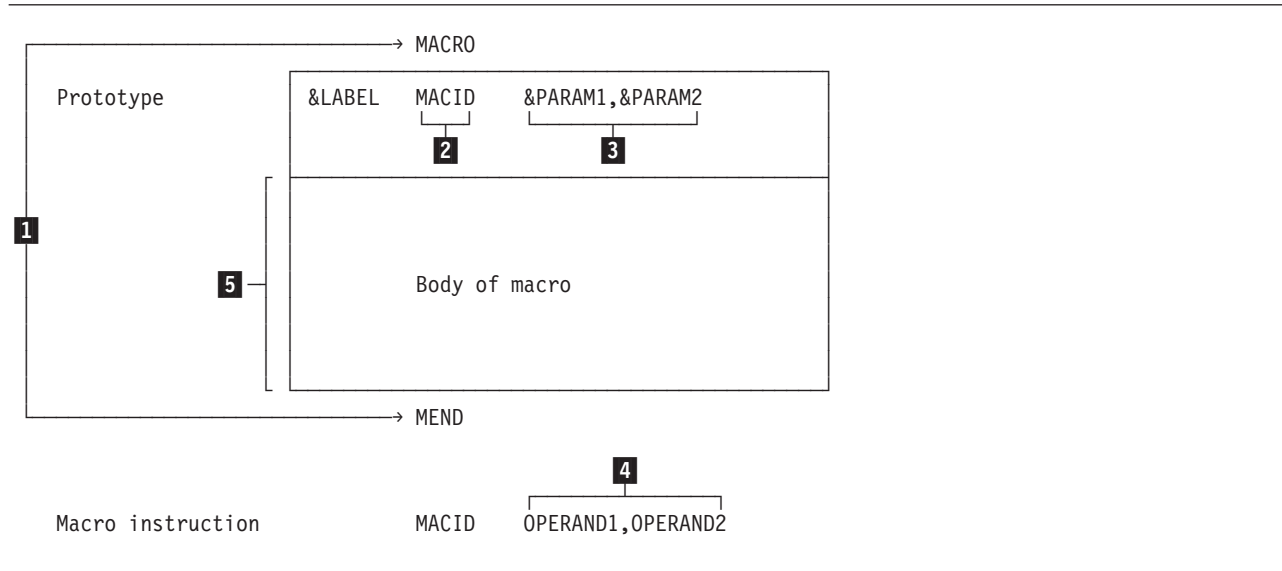 MACRO
Prototype &LABEL MACID &PARAM1,&PARAM2
2 3
1
5 Body of macro
MEND
4
Macro instruction MACID OPERAND1,OPERAND2